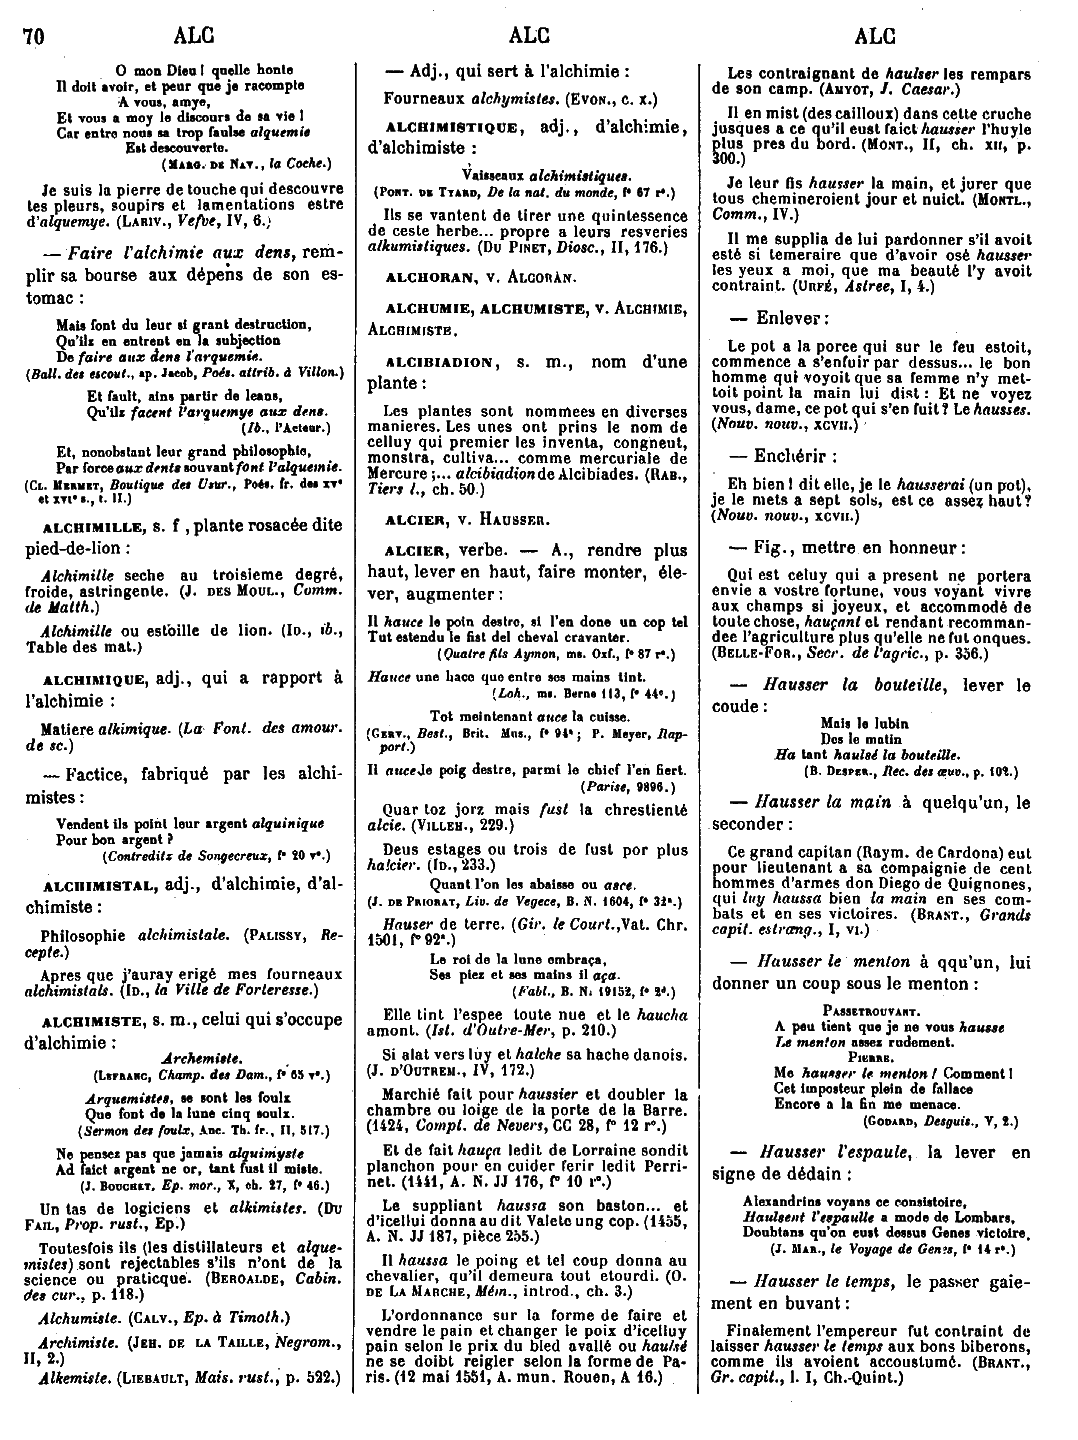 70 ALC ALC ALC
O mon Dieu ! quelle honte
Il doit avoir, et peur que je racompte
A vous, amye,
Et vous a moy le discours de sa vie !
Car entre nous sa trop faulse alquemie
Est descouverte.
(MARG. DE NAV., la Coche.)
Je suis la pierre de touche qui descouvre
les pleurs, soupirs et lamentations estre
d'alquemye. (LARIV., Vefve, IV, 6.)
— Faire l'alchimie aux dens, rem-
plir sa bourse aux dépens de son es-
tomac :
Mais font du leur si grant destruction,
Qu'ilz en entrent en la subjection
De faire aux dens l'arquemie.
(Ball. des escout., ap. Jacob, Poés. attrib. à Villon.)
Et fault, ains partir de leans,
Qu'ilz facent l'arquemye aux dens.
(Ib., l'Acteur.)
Et, nonobstant leur grand philosophie,
Par force aux dents souvant font l'alquemie.
(CL. MERMET, Boutique des Usur., Poés. fr. des xvᵉ
et xviᵉ s., t. II.)
ALCHIMILLE, s. f , plante rosacée dite
pied-de-lion :
Alchimille seche au troisieme degré,
froide, astringente. (J. DES MOUL., Comm.
de Matth.)
Alchimille ou estoille de lion. (ID., ib.,
Table des mat.)
ALCHIMIQUE, adj., qui a rapport à
l'alchimie :
Matiere alkimique. (La Font. des amour.
de sc.)
— Factice, fabriqué par les alchi-
mistes :
Vendent ils point leur argent alquinique
Pour bon argent ?
(Contreditz de Songecreux, f° 20 v°.)
ALCHIMISTAL, adj., d'alchimie, d'al-
chimiste :
Philosophie alchimistale. (PALISSY, Re-
cepte.)
Apres que j'auray erigé mes fourneaux
alchimistals. (ID., la Ville de Forteresse.)
ALCHIMISTE, s. m., celui qui s'occupe
d'alchimie :
Archemiste.
(LEFRANC, Champ. des Dam., f° 65 v°.)
Arquemistes, se sont les foulx
Que font de la lune cinq soulx.
(Sermon des foulx, Anc. Th. fr., II, 517.)
Ne pensez pas que jamais alquimyste
Ad faict argent ne or, tant fust il miste.
(J. BOUCHET, Ep. mor., X, ch. 27, f° 46.)
Un tas de logiciens et alkimistes. (DU
FAIL, Prop. rust., Ep.)
Toutesfois ils (les distillateurs et alque-
mistes) sont rejectables s'ils n'ont de la
science ou praticque. (BEROALDE, Cabin.
des cur., p. 118.)
Alchumiste. (CALV., Ep. à Timoth.)
Archimiste. (JEH. DE LA TAILLE, Negrom.,
II, 2.)
Alkemiste. (LIEBAULT, Mais. rust., p. 522.)
— Adj., qui sert à l'alchimie :
Fourneaux alchymistes. (EVON., c. x.)
ALCHIMISTIQUE, adj., d'alchimie,
d'alchimiste :
Vaisseaux alchimistiques.
(PONT. DE TYARD, De la nat. du monde, f° 67 r°.)
Ils se vantent de tirer une quintessence
de ceste herbe... propre a leurs resveries
alkumistiques. (DU PINET, Diosc., II, 176.)
ALCHORAN, v. ALCORAN.
ALCHUMIE, ALCHUMISTE, v. ALCHIMIE,
ALCHIMISTE.
ALCIBIADION, s. m., nom d'une
plante :
Les plantes sont nommees en diverses
manieres. Les unes ont prins le nom de
celluy qui premier les inventa, congneut,
monstra, cultiva... comme mercuriale de
Mercure ;... alcibiadion de Alcibiades. (RAB.,
Tiers l., ch. 50.)
ALCIER, v. HAUSSER.
ALCIER, verbe. — A., rendre plus
haut, lever en haut, faire monter, éle-
ver, augmenter :
Il hauce le poin destro, si l'en done un cop tel
Tut estendu le fist del cheval cravanter.
(Quatre fils Aymon, ms. Oxf., f° 87 r°.)
Hauce une hace que entre ses mains tint.
(Loh., ms. Berne 113, f° 44ᶜ.)
Tot meintenant auce la cuisse.
(GERV., Best., Brit. Mus., f° 94ᵇ ; P. Meyer, Rap-
port.)
Il auce le poig destre, parmi le chief l'en fiert.
(Parise, 9896.)
Quar toz jorz mais fust la chrestienté
alcie. (VILLEH., 229.)
Deus estages ou trois de fust por plus
halcier. (ID., 233.)
Quant l'on les abaisse ou asce.
(J. DE PRIORAT, Liv. de Vegece, B. N. 1604, f° 32ᵃ.)
Hauser de terre. (Gir. le Court., Vat. Chr.
1501, f° 92ᵃ.)
Le roi de la lune embraça,
Ses piez et ses mains il aça.
(Fabl., B. N. 19152, f° 2ᵈ.)
Elle tint l'espee toute nue et le haucha
amont. (Ist. d'Outre-Mer, p. 210.)
Si alat vers luy et halche sa hache danois.
(J. D'OUTREM., IV, 172.)
Marchié fait pour haussier et doubler la
chambre ou loige de la porte de la Barre.
(1424, Compt. de Nevers, CC 28, f° 12 r°.)
Et de fait hauça ledit de Lorraine sondit
planchon pour en cuider ferir ledit Perri-
net. (1441, A. N. JJ 176, f° 10 r°.)
Le suppliant haussa son baston... et
d'icellui donna au dit Valeto ung cop. (1455,
A. N. JJ 187, pièce 255.)
Il haussa le poing et tel coup donna au
chevalier, qu'il demeura tout etourdi. (O.
DE LA MARCHE, Mém., introd., ch. 3.)
L'ordonnance sur la forme de faire et
vendre le pain et changer le poix d'icelluy
pain selon le prix du bled avallé ou haulsé
ne se doibt reigler selon la forme de Pa-
ris. (12 mai 1551, A. mun. Rouen, A 16.)
Les contraignant de haulser les rempars
de son camp. (AMYOT, J. Caesar.)
Il en mist (des cailloux) dans cette cruche
jusques a ce qu'il eust faict hausser l'huyle
plus pres du bord. (MONT., II, ch. XII, p.
300.)
Je leur fis hausser la main, et jurer que
tous chemineroient jour et nuict. (MONTL.,
Comm., IV.)
Il me supplia de lui pardonner s'il avoit
esté si temeraire que d'avoir osé hausser
les yeux a moi, que ma beauté l'y avoit
contraint. (URFÉ, Astree, I, 4.)
— Enlever :
Le pot a la poree qui sur le feu estoit,
commence a s'enfuir par dessus... le bon
homme qui voyoit que sa femme n'y met-
toit point la main lui dist : Et ne voyez
vous, dame, ce pot qui s'en fuit ? Le hausses.
(Nouv. nouv., XCVII.)
— Enchérir :
Eh bien ! dit elle, je le hausserai (un pot),
je le mets a sept sols, est ce assez haut ?
(Nouv. nouv., XCVII.)
— Fig., mettre en honneur :
Qui est celuy qui a present ne portera
envie a vostre fortune, vous voyant vivre
aux champs si joyeux, et accommodé de
toute chose, hauçant et rendant recomman-
dee l'agriculture plus qu'elle ne fut onques.
(BELLE-FOR., Secr. de l'agric., p. 356.)
— Hausser la bouteille, lever le
coude :
Mais le lubin
Des le matin
Ha tant haulsé la bouteille.
(B. DESPER., Rec. des œuv., p. 102.)
— Hausser la main à quelqu'un, le
seconder :
Ce grand capitan (Raym. de Cardona) eut
pour lieutenant a sa compaignie de cent
hommes d'armes don Diego de Quignones,
qui luy haussa bien la main en ses com-
bats et en ses victoires. (BRANT., Grands
capit. estrang., I, VI.)
— Hausser le menton à qqu'un, lui
donner un coup sous le menton :
PASSETROUVANT.
A peu tient que je ne vous hausse
Le menton assez rudement.
PIERRE.
Me hausser le menton ! Comment !
Cet imposteur plein de fallace
Encore a la fin me menace.
(GODARD, Desguis., V, 2.)
— Hausser l'espaule, la lever en
signe de dédain :
Alexandrins voyans ce consistoire,
Haulsent l'espaulle a mode de Lombars,
Doubtans qu'on eust dessus Genes victoire.
(J. MAR., le Voyage de Genes, f° 14 r°.)
— Hausser le temps, le passer gaie-
ment en buvant :
Finalement l'empereur fut contraint de
laisser hausser le temps aux bons biberons,
comme ils avoient accoustumé. (BRANT.,
Gr. capit., l. I, Ch.-Quint.)